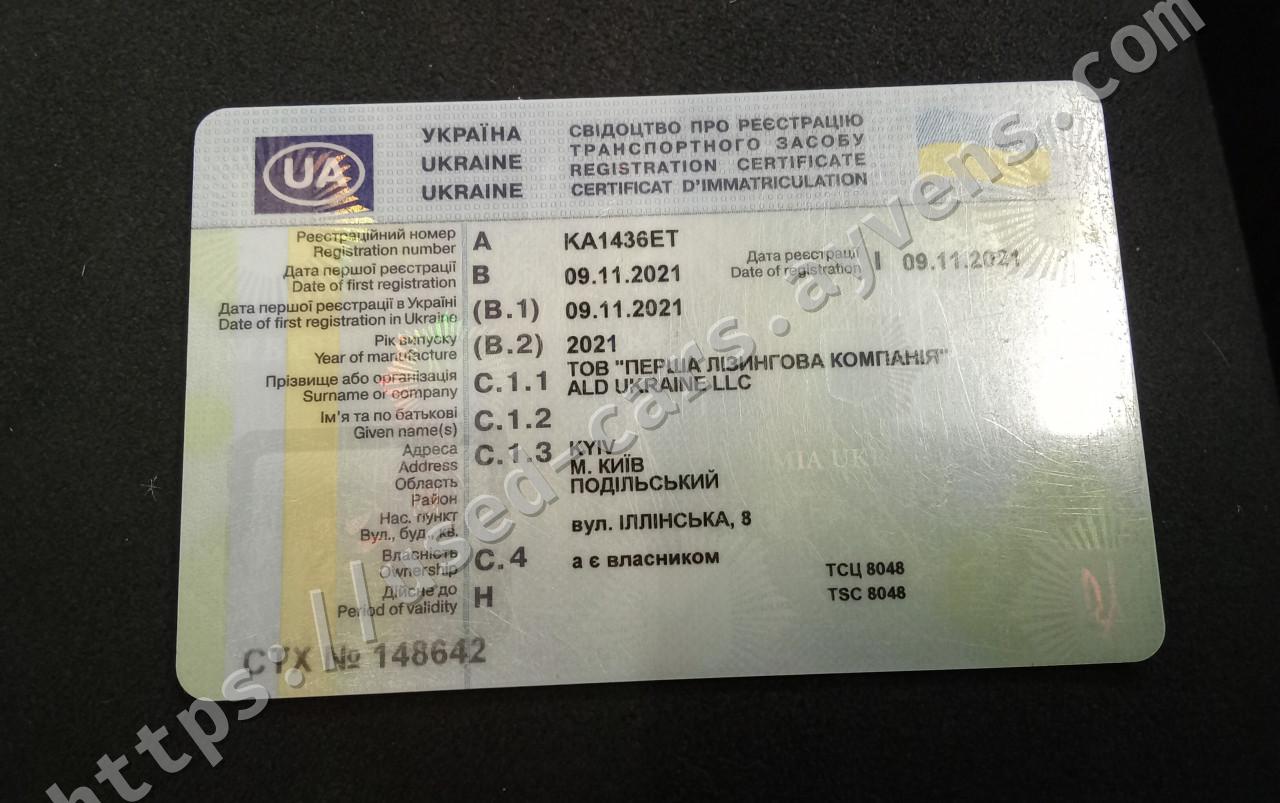 УКРАЇНА
UKRAINE
UKRAINE
СВІДОЦТВО ПРО РЕЄСТРАЦІЮ
ТРАНСПОРТНОГО ЗАСОБУ
REGISTRATION CERTIFICATE
CERTIFICAT D'IMMATRICULATION
UA
Реєстраційний номер
Registration number
A KA1436ET
Дата реєстрації
Date of registration
I 09.11.2021
Дата першої реєстрації
Date of first registration
B 09.11.2021
Дата першої реєстрації в Україні
Date of first registration in Ukraine
(B.1) 09.11.2021
Рік випуску
Year of manufacture
(B.2) 2021
Прізвище або організація
Surname or company
C.1.1 ТОВ "ПЕРША ЛІЗИНГОВА КОМПАНІЯ"
ALD UKRAINE LLC
Ім'я та по батькові
Given name(s)
C.1.2
Адреса
Address
Область
Район
Нас. пункт
Вул., буд., кв.
C.1.3 KYIV
М. КИЇВ
ПОДІЛЬСЬКИЙ
вул. ІЛЛІНСЬКА, 8
Власність
Ownership
C.4 а є власником
Дійсне до
Period of validity
H
ТСЦ 8048
TSC 8048
CYX № 148642
https://used-cars.ayvens.com